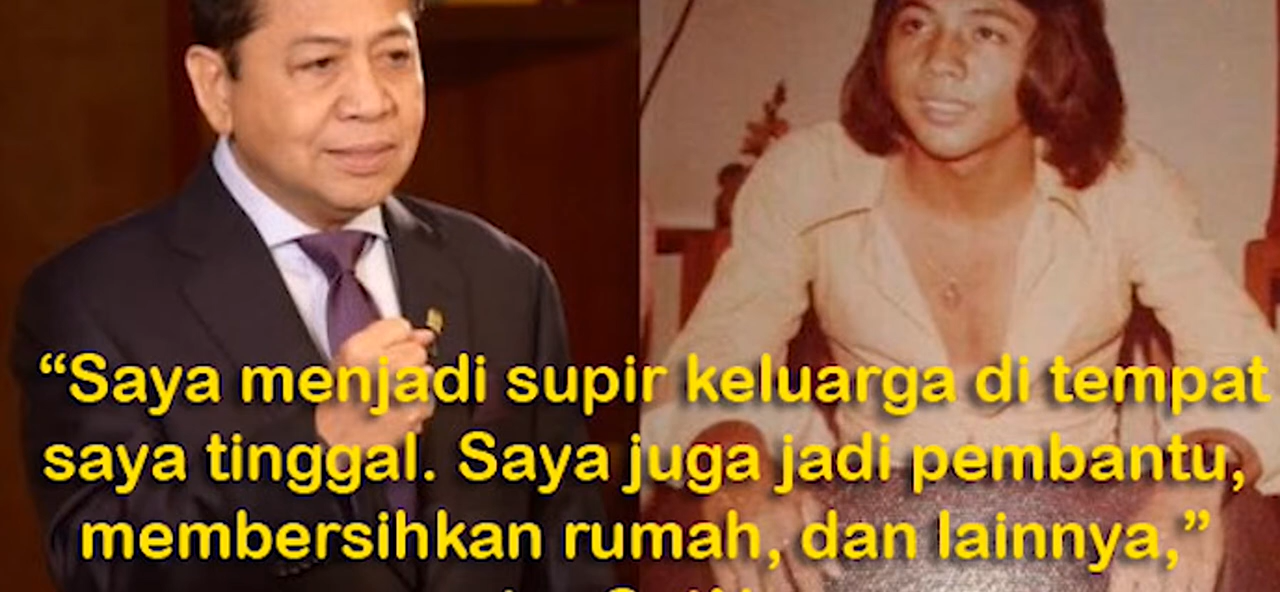 “Saya menjadi supir keluarga di tempat
saya tinggal. Saya juga jadi pembantu,
membersihkan rumah, dan lainnya,”